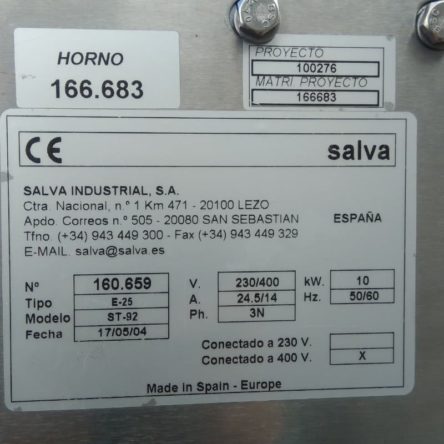 HORNO
166.683
PROYECTO
100276
MATRI. PROYECTO
166683
CE
salva
SALVA INDUSTRIAL, S.A.
Ctra. Nacional, n.º 1 Km 471 - 20100 LEZO
Apdo. Correos n.º 505 - 20080 SAN SEBASTIAN ESPAÑA
Tfno. (+34) 943 449 300 - Fax (+34) 943 449 329
E-MAIL. salva@salva.es
Nº 160.659 V. 230/400 kW. 10
Tipo E-25 A. 24.5/14 Hz. 50/60
Modelo ST-92 Ph. 3N
Fecha 17/05/04
Conectado a 230 V.
Conectado a 400 V. X
Made in Spain - Europe